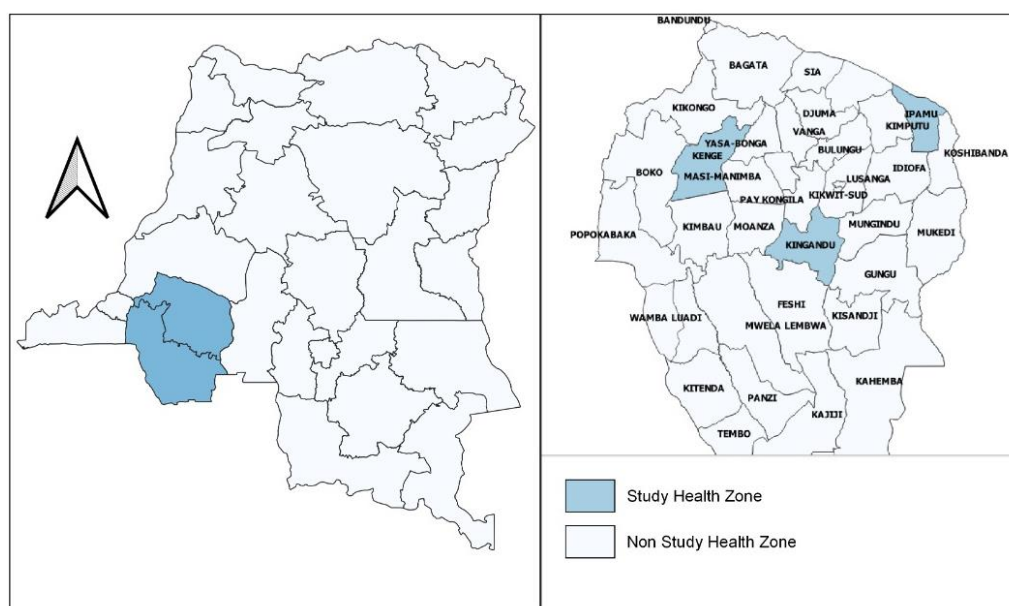 BANDUNDU
BAGATA
SIA
KIKONGO
DJUMA
IPAMU
KIMPUTU
VANGA
YASA-BONGA
KENGE
BULUNGU
KOSHIBANDA
BOKO
MASI-MANIMBA
IDIOFA
LUSANGA
PAY KONGILA
KIKWIT-SUD
POPOKABAKA
KIMBAU
MOANZA
MUNGINDU
MUKEDI
KINGANDU
GUNGU
FESHI
WAMBA LUADI
MWELA LEMBWA
KISANDJI
KITENDA
PANZI
KAHEMBA
KAJIJI
TEMBO
Study Health Zone
Non Study Health Zone